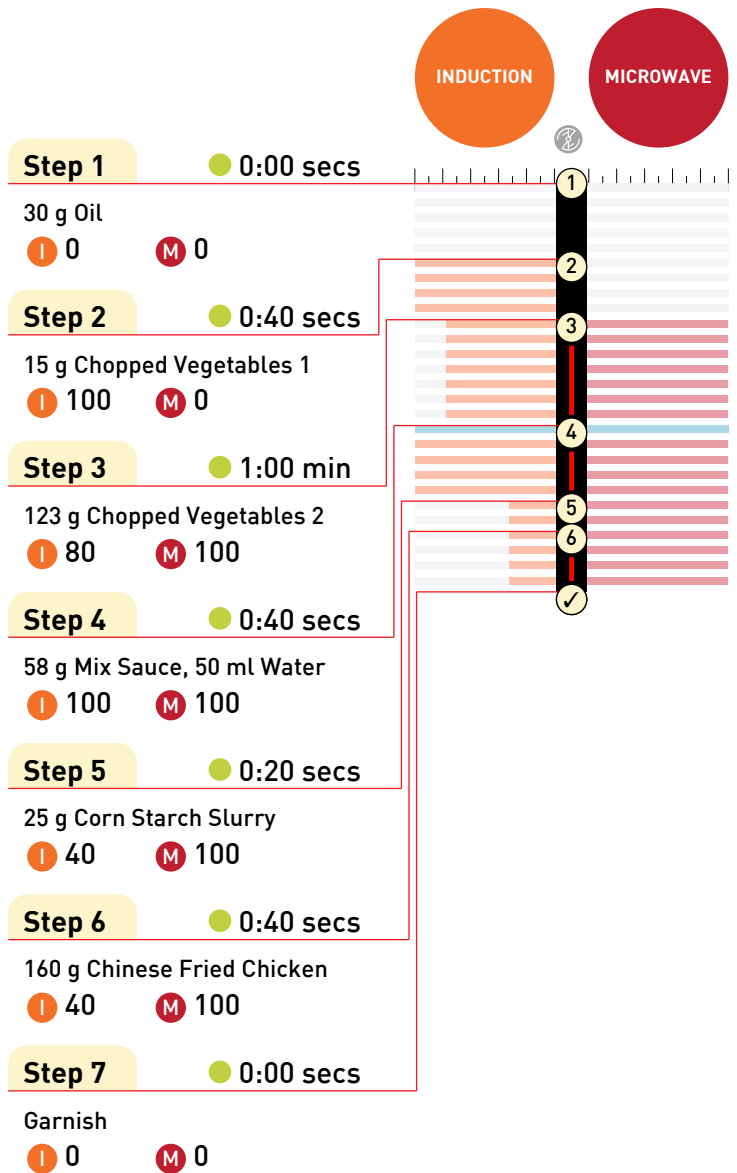 INDUCTION
MICROWAVE
Step 1 0:00 secs
30 g Oil
I 0 M 0
Step 2 0:40 secs
15 g Chopped Vegetables 1
I 100 M 0
Step 3 1:00 min
123 g Chopped Vegetables 2
I 80 M 100
Step 4 0:40 secs
58 g Mix Sauce, 50 ml Water
I 100 M 100
Step 5 0:20 secs
25 g Corn Starch Slurry
I 40 M 100
Step 6 0:40 secs
160 g Chinese Fried Chicken
I 40 M 100
Step 7 0:00 secs
Garnish
I 0 M 0
1
2
3
4
5
6
✓